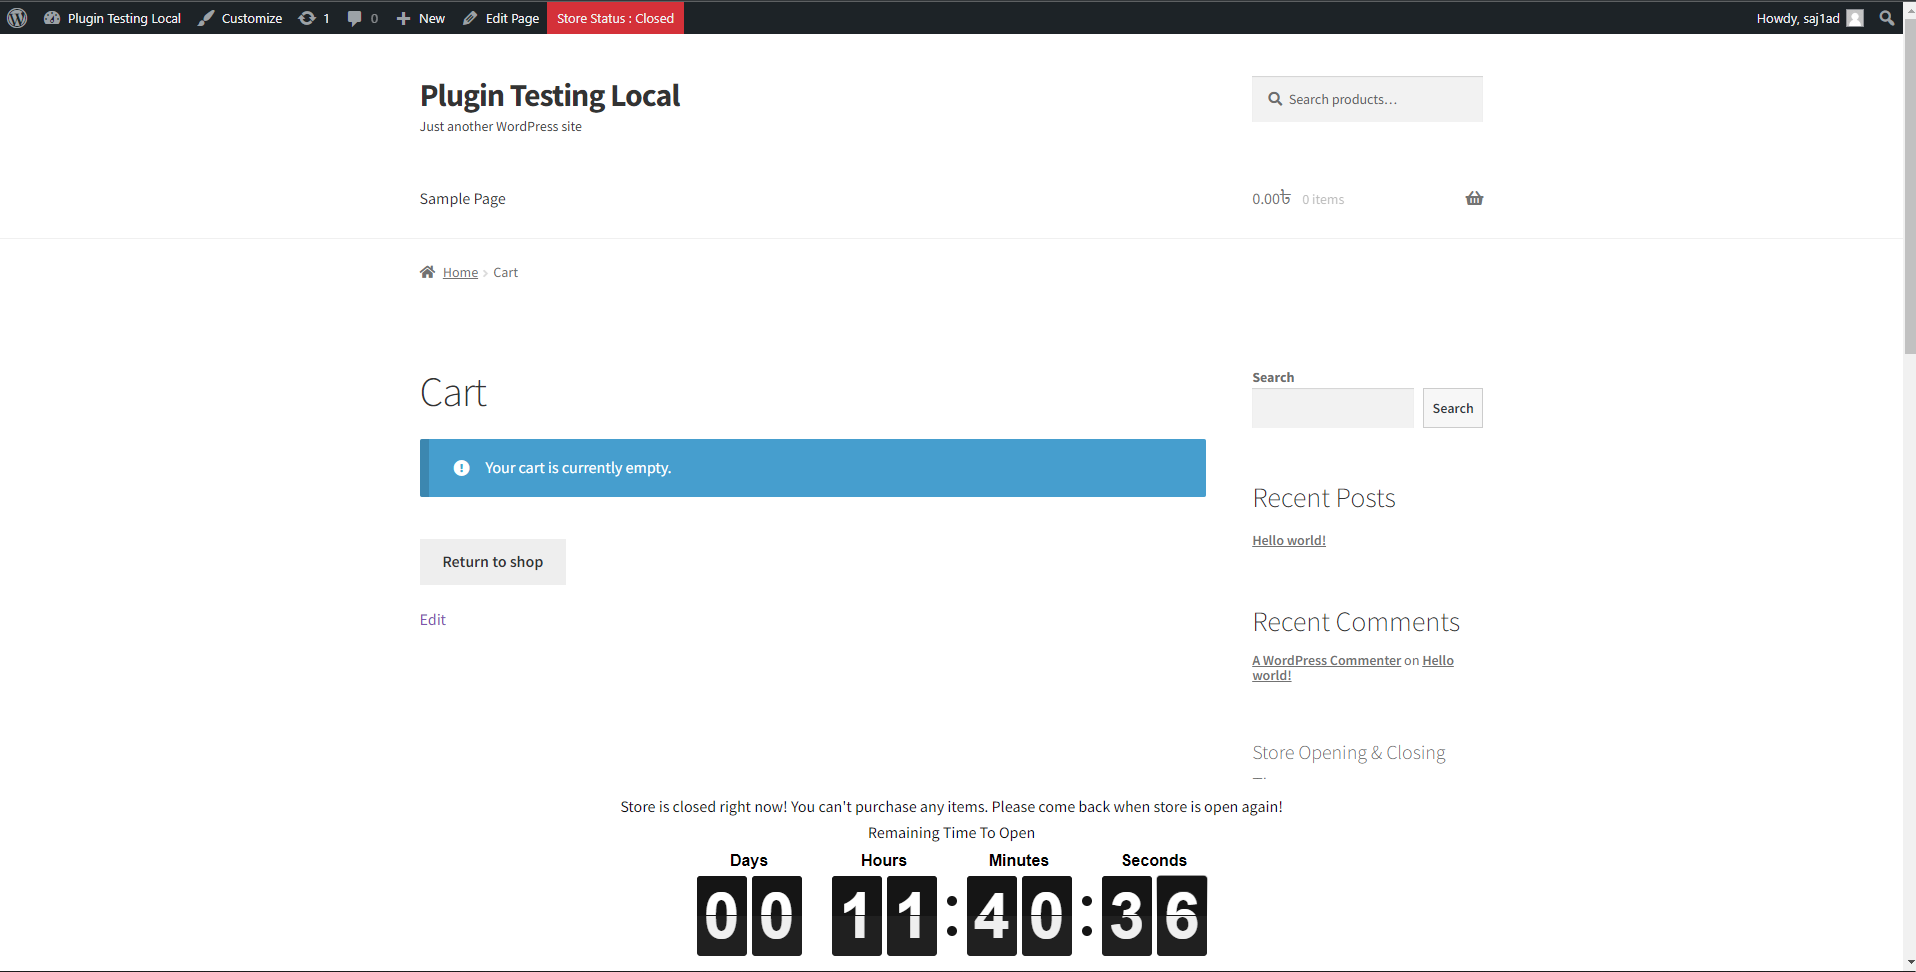 Plugin Testing Local
Customize
1
0
New
Edit Page
Store Status : Closed
Howdy, saj1ad
Plugin Testing Local
Just another WordPress site
Search products…
Sample Page
0.00৳ 0 items
Home
Cart
Cart
Your cart is currently empty.
Return to shop
Edit
Search
Search
Recent Posts
Hello world!
Recent Comments
A WordPress Commenter on Hello
world!
Store Opening & Closing
Store is closed right now! You can't purchase any items. Please come back when store is open again!
Remaining Time To Open
Days Hours Minutes Seconds
00 11:40:36